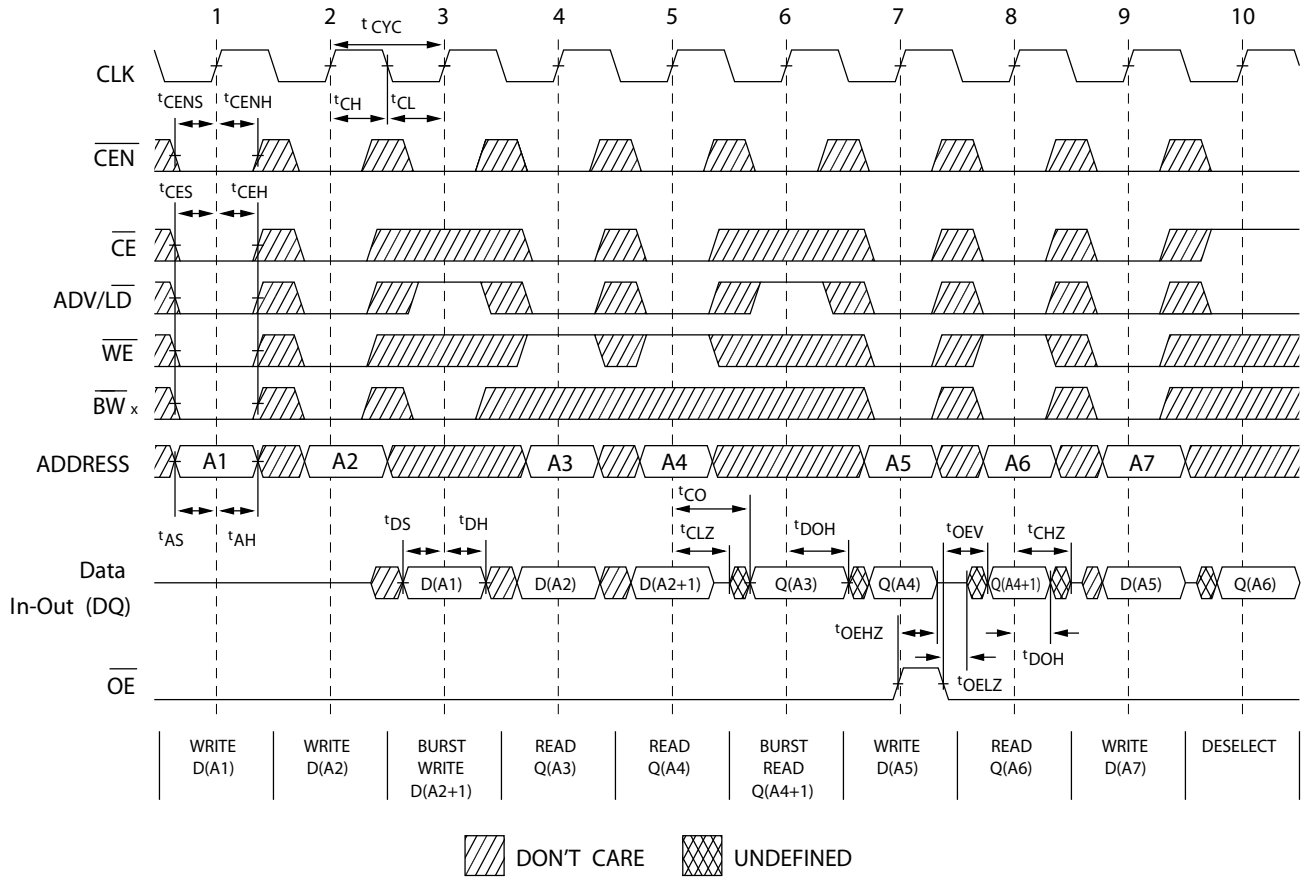 1 2 3 4 5 6 7 8 9 10
tCYC
CLK
tCENS tCENH tCH tCL
CEN
tCES tCEH
CE
ADV/LD
WE
BW x
ADDRESS A1 A2 A3 A4 A5 A6 A7
tCO
tAS tAH tDS tDH tCLZ tDOH tOEV tCHZ
Data
In-Out (DQ) D(A1) D(A2) D(A2+1) Q(A3) Q(A4) Q(A4+1) D(A5) Q(A6)
tOEHZ tDOH
tOELZ
OE
WRITE
D(A1)
WRITE
D(A2)
BURST
WRITE
D(A2+1)
READ
Q(A3)
READ
Q(A4)
BURST
READ
Q(A4+1)
WRITE
D(A5)
READ
Q(A6)
WRITE
D(A7)
DESELECT
DON'T CARE UNDEFINED